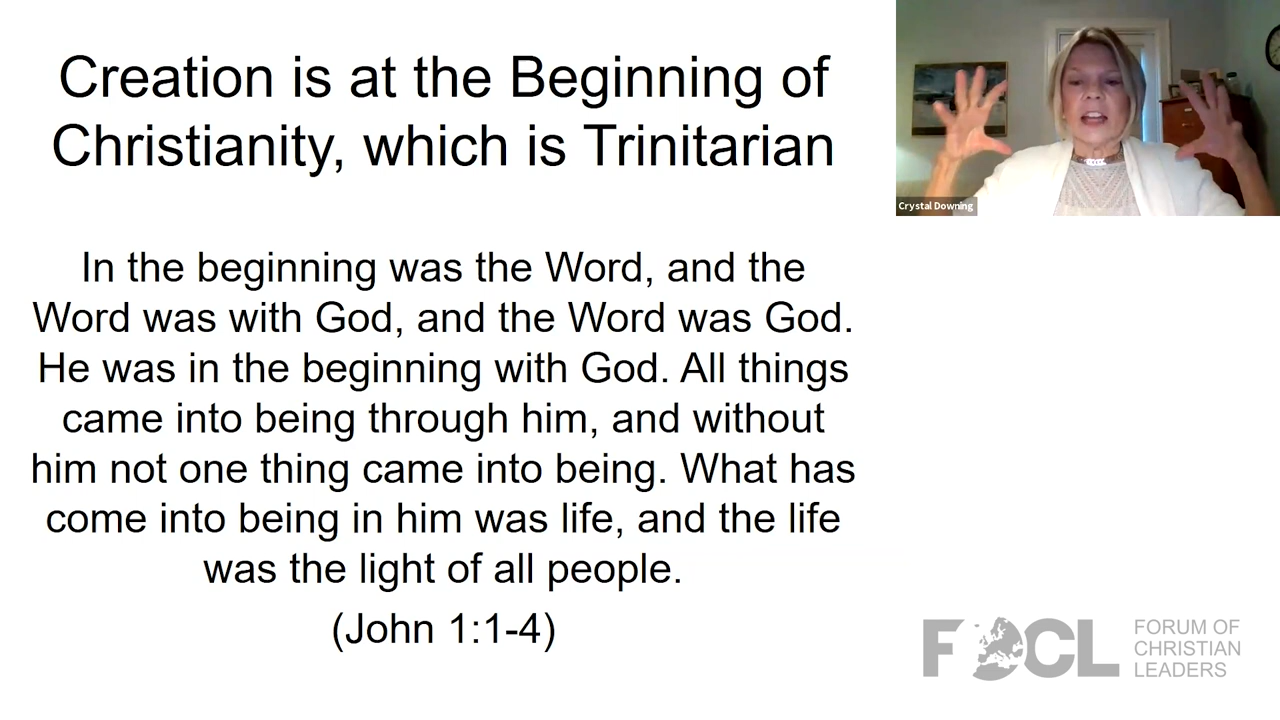 Creation is at the Beginning of
Christianity, which is Trinitarian
In the beginning was the Word, and the
Word was with God, and the Word was God.
He was in the beginning with God. All things
came into being through him, and without
him not one thing came into being. What has
come into being in him was life, and the life
was the light of all people.
(John 1:1-4)
Crystal Downing
FOCL
FORUM OF
CHRISTIAN
LEADERS